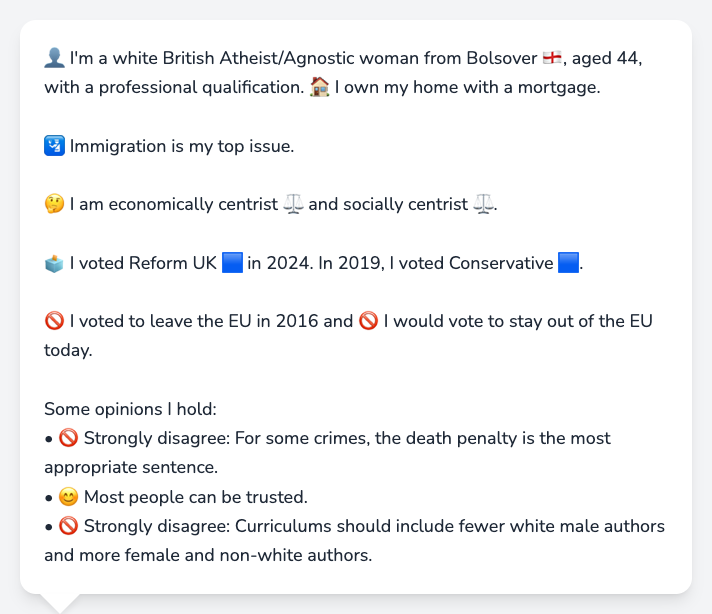 👤 I'm a white British Atheist/Agnostic woman from Bolsover 🏴󠁧󠁢󠁥󠁮󠁧󠁿, aged 44,
with a professional qualification. 🏠 I own my home with a mortgage.
🛂 Immigration is my top issue.
🤔 I am economically centrist ⚖️ and socially centrist ⚖️.
🗳️ I voted Reform UK 🟦 in 2024. In 2019, I voted Conservative 🟦.
🚫 I voted to leave the EU in 2016 and 🚫 I would vote to stay out of the EU
today.
Some opinions I hold:
• 🚫 Strongly disagree: For some crimes, the death penalty is the most
appropriate sentence.
• 😊 Most people can be trusted.
• 🚫 Strongly disagree: Curriculums should include fewer white male authors
and more female and non-white authors.